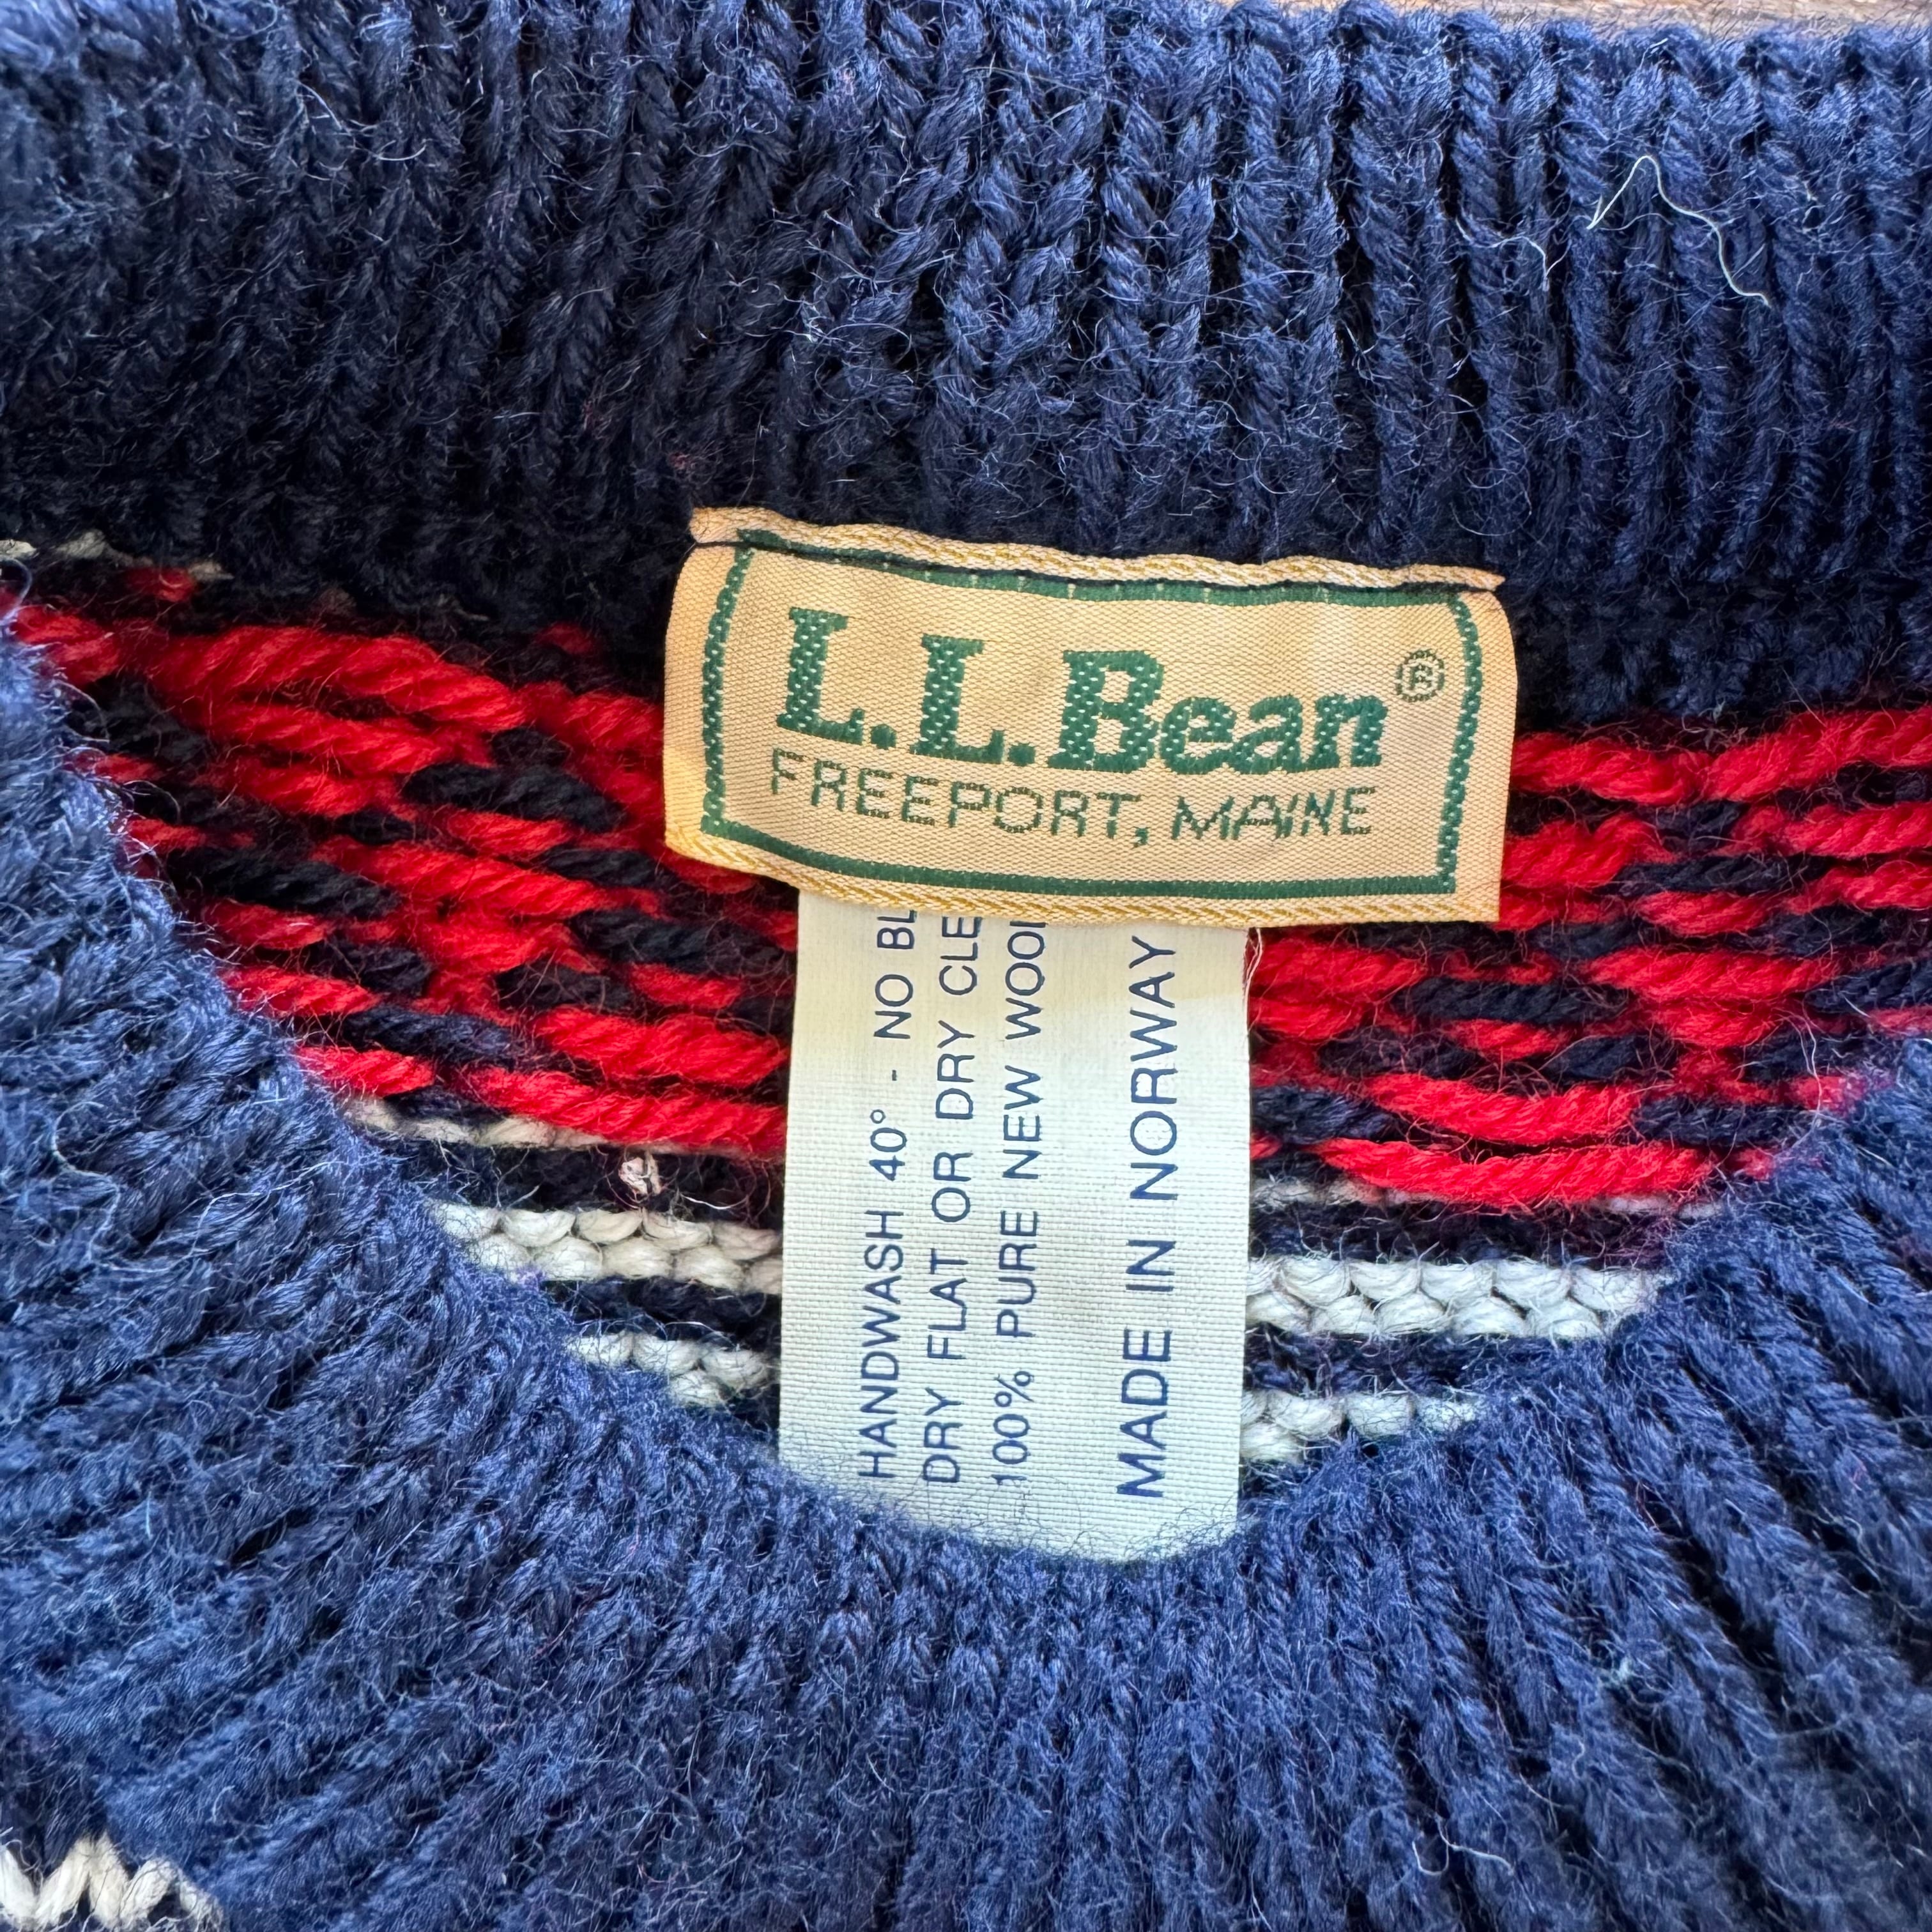 L.L.Bean®
FREEPORT, MAINE
HANDWASH 40° - NO
DRY FLAT OR DRY
100% PURE NEW
MADE IN NORWAY